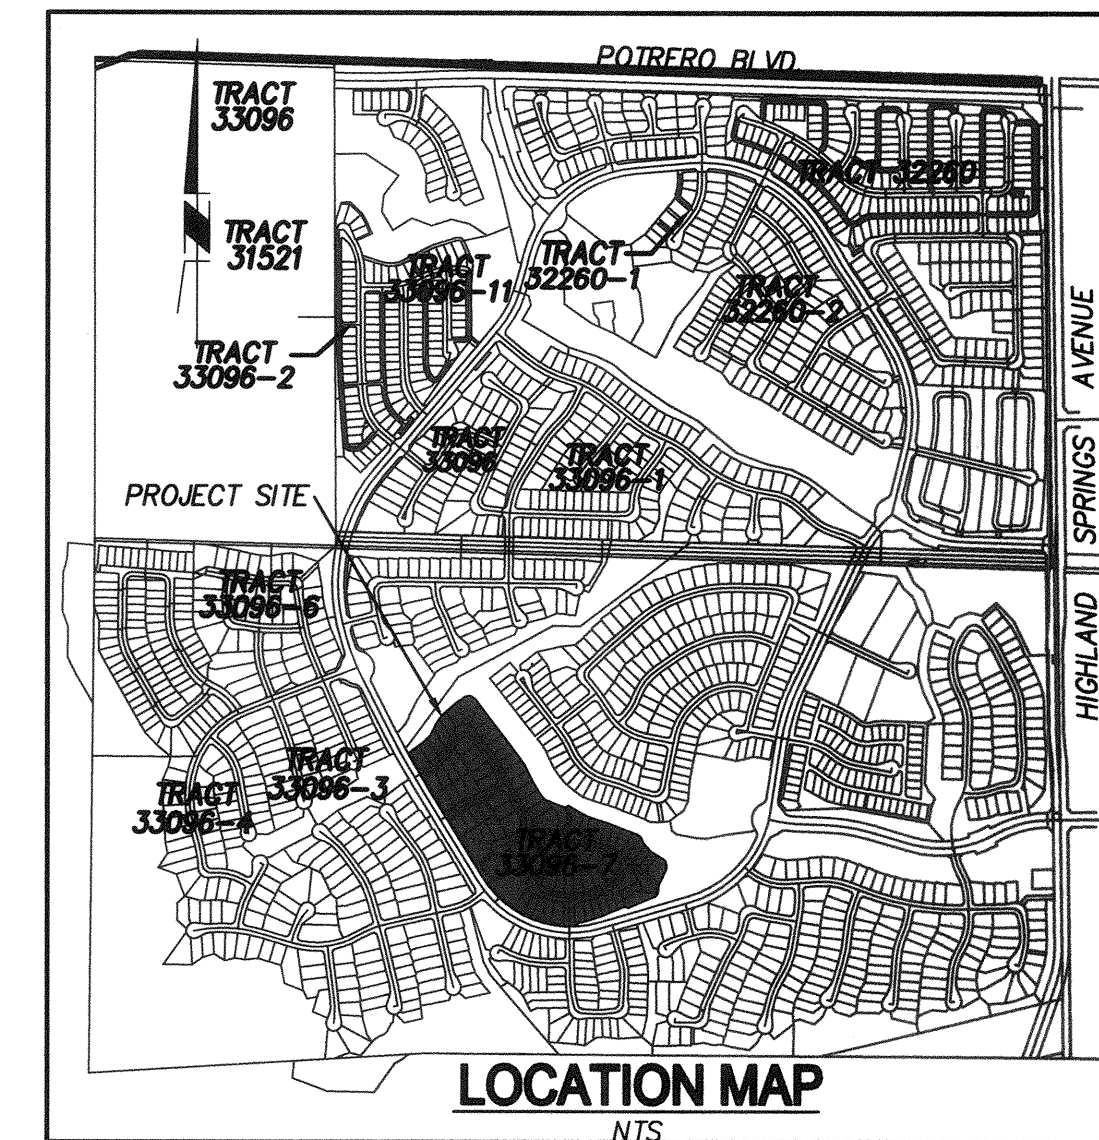 POTRERO BLVD.
TRACT
33096
TRACT 32260
TRACT
31521
TRACT
33096-11
TRACT
32260-1
TRACT
32260-2
TRACT
33096-2
TRACT
33096
TRACT
33096-1
PROJECT SITE
HIGHLAND SPRINGS AVENUE
TRACT
33096-6
TRACT
33096-3
TRACT
33096-4
TRACT
33096-7
LOCATION MAP
NTS